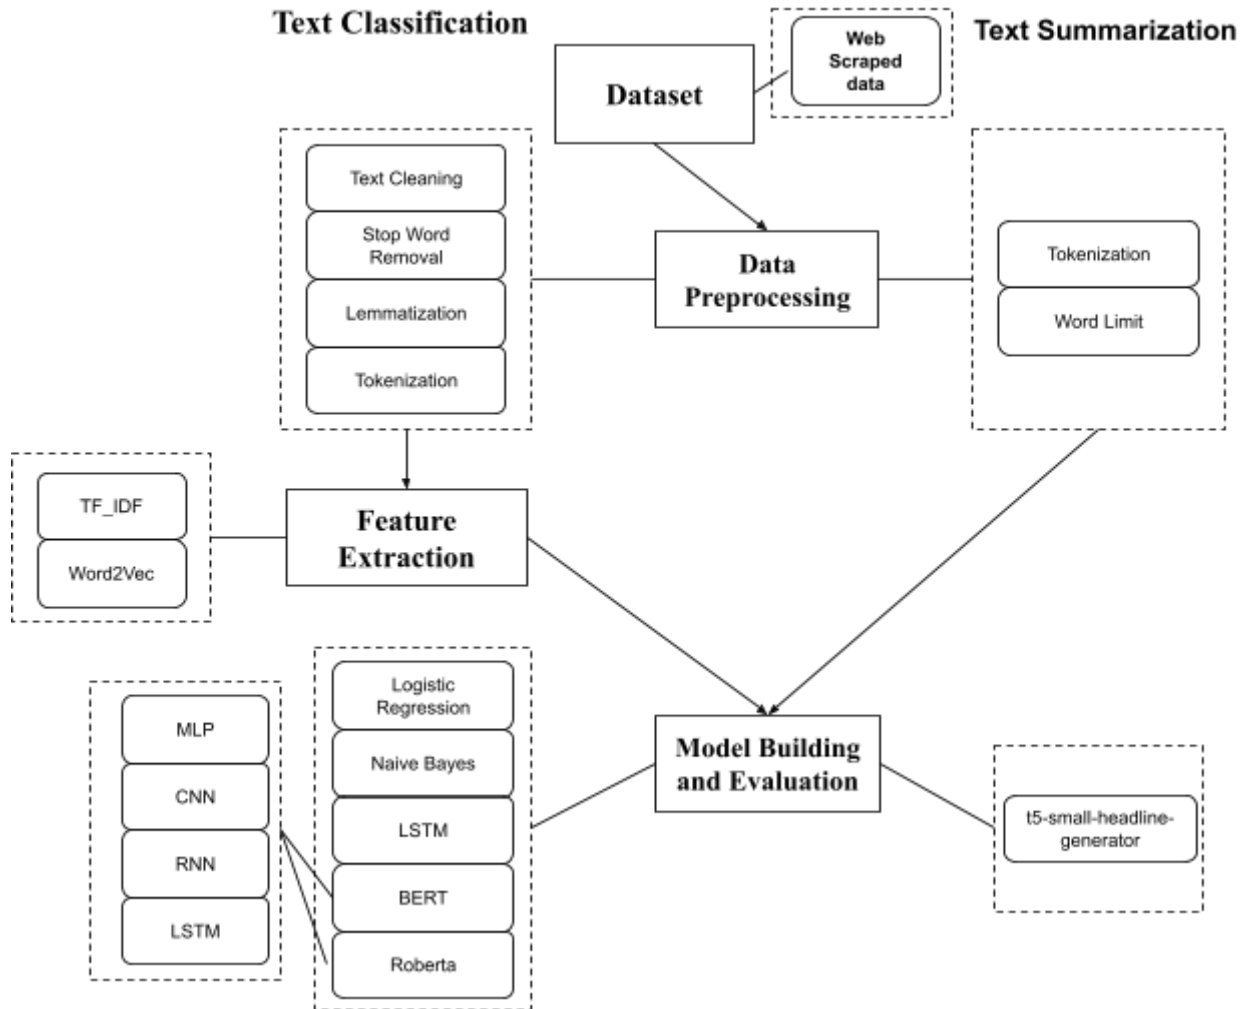 Text Classification
Web
Scraped
data
Text Summarization
Dataset
Text Cleaning
Stop Word
Removal
Lemmatization
Tokenization
Data
Preprocessing
Tokenization
Word Limit
TF_IDF
Word2Vec
Feature
Extraction
MLP
CNN
RNN
LSTM
Logistic
Regression
Naive Bayes
LSTM
BERT
Roberta
Model Building
and Evaluation
t5-small-headline-
generator